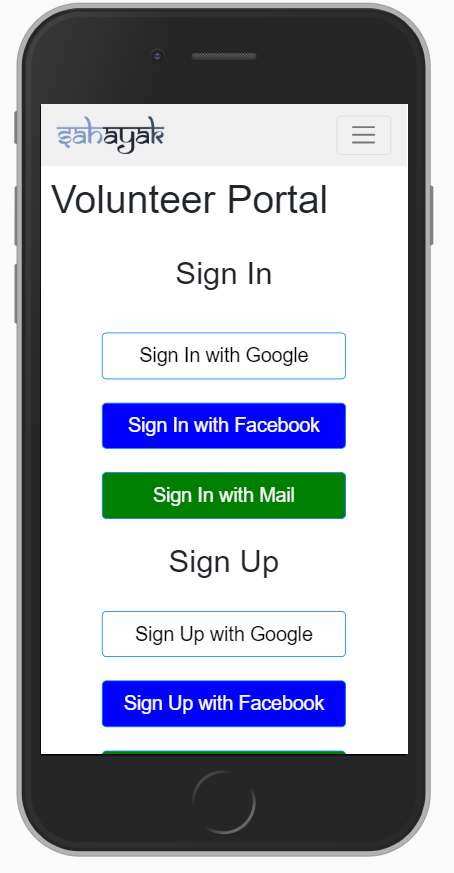 sahayak
Volunteer Portal
Sign In
Sign In with Google
Sign In with Facebook
Sign In with Mail
Sign Up
Sign Up with Google
Sign Up with Facebook